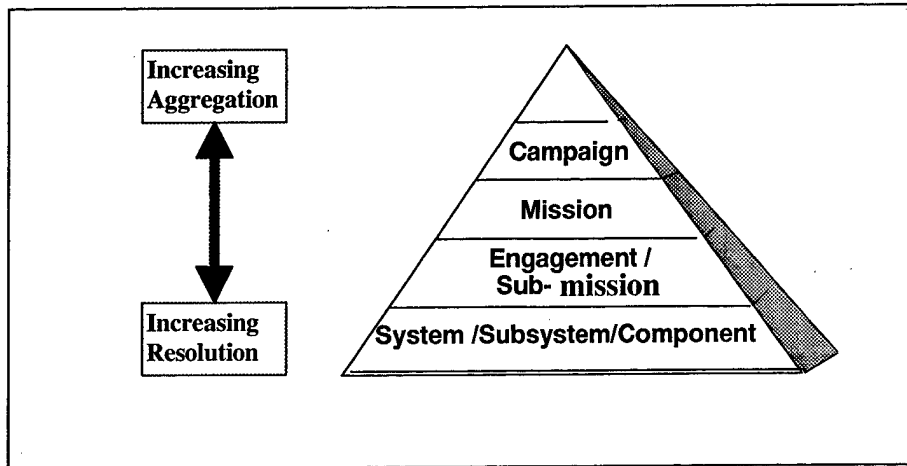 Increasing
Aggregation
Campaign
Mission
Engagement /
Sub- mission
Increasing
Resolution
System /Subsystem/Component